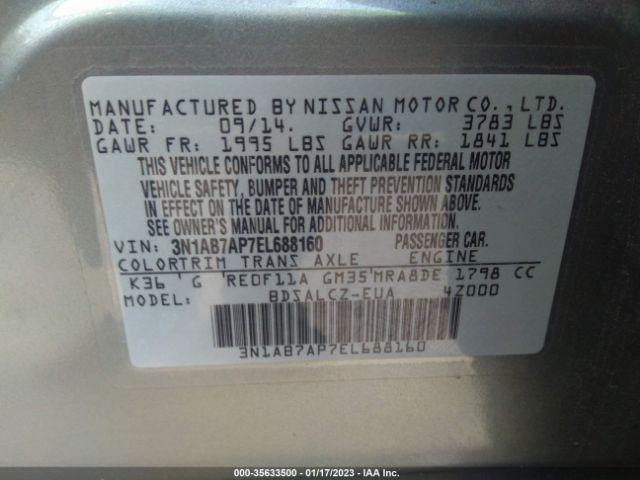 MANUFACTURED BY NISSAN MOTOR CO., LTD.
DATE: 09/14. GVWR: 3783 LBS
GAWR FR: 1995 LBS GAWR RR: 1841 LBS
THIS VEHICLE CONFORMS TO ALL APPLICABLE FEDERAL MOTOR
VEHICLE SAFETY, BUMPER AND THEFT PREVENTION STANDARDS
IN EFFECT ON THE DATE OF MANUFACTURE SHOWN ABOVE.
SEE OWNER'S MANUAL FOR ADDITIONAL INFORMATION.
VIN: 3N1AB7AP7EL688160 PASSENGER CAR.
COLORTRIM TRANS AXLE ENGINE
K36 ' G 'RE0F11A GM35'MRA8DE 1798 CC
MODEL: BDSALCZ-EUA 4Z000
3N1AB7AP7EL688160
000-35633500 | 01/17/2023 - IAA